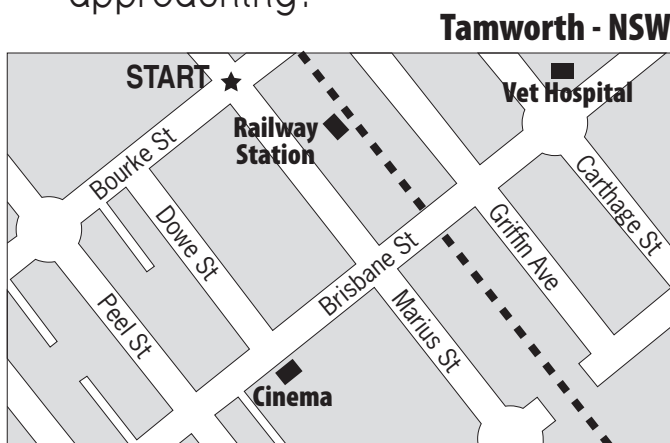 approaching?
Tamworth - NSW
START
Vet Hospital
Railway
Station
Bourke St
Carthage St
Dowe St
Griffin Ave
Brisbane St
Peel St
Marius St
Cinema